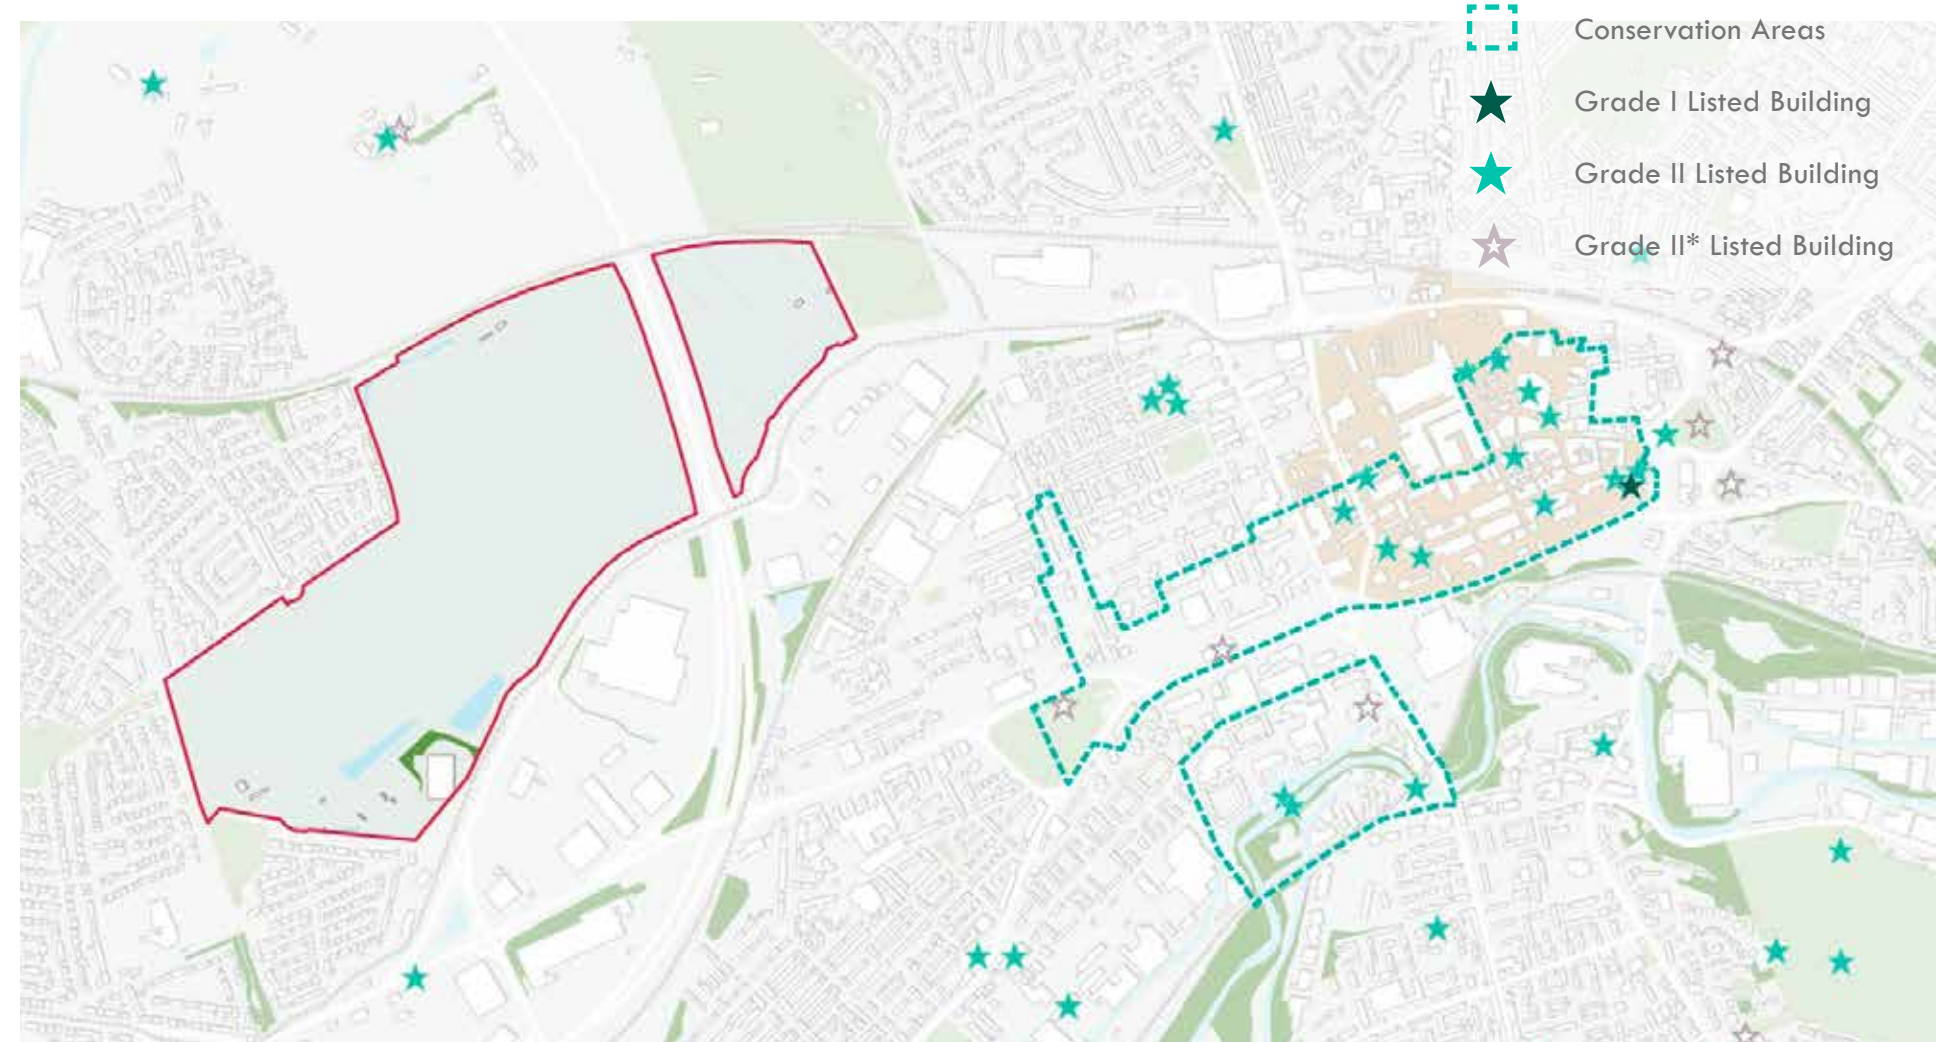 Conservation Areas
Grade I Listed Building
Grade II Listed Building
Grade II* Listed Building